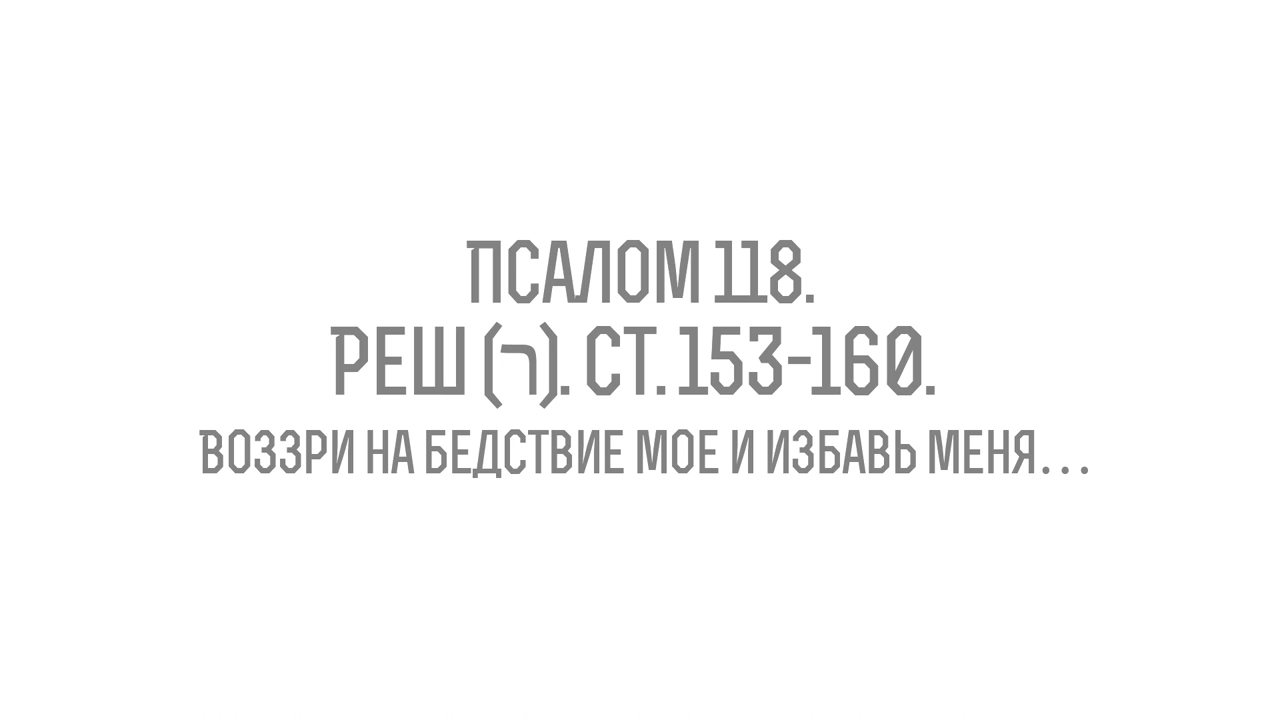 ПСАЛОМ 118.
РЕШ (ר). СТ. 153-160.
ВОЗЗРИ НА БЕДСТВИЕ МОЕ И ИЗБАВЬ МЕНЯ...